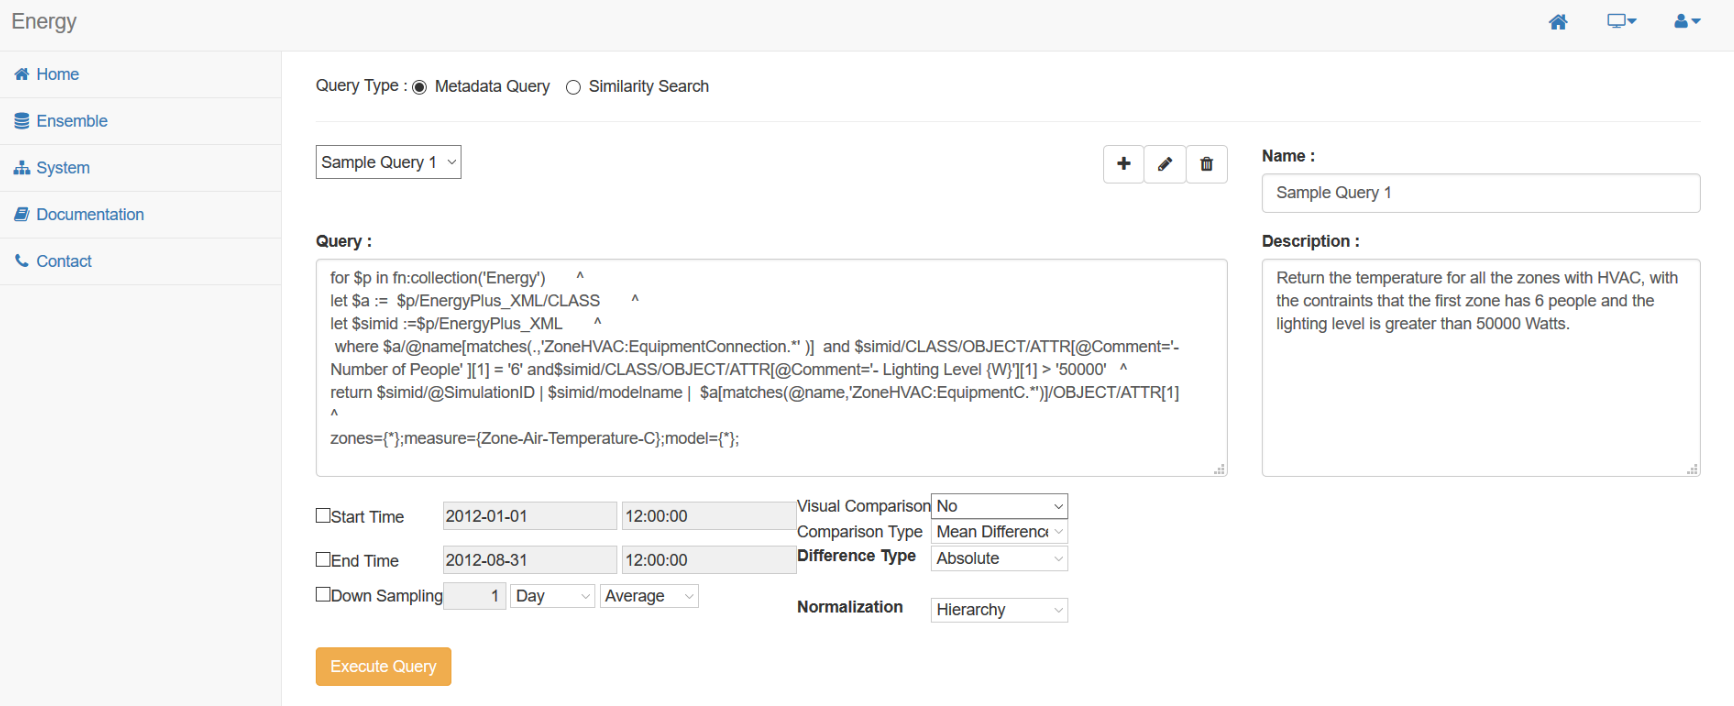 Energy
Home
Ensemble
System
Documentation
Contact
Query Type : Metadata Query Similarity Search
Sample Query 1
Name :
Sample Query 1
Query :
for $p in fn:collection('Energy') ^
let $a := $p/EnergyPlus_XML/CLASS ^
let $simid :=$p/EnergyPlus_XML ^
where $a/@name[matches(.,'ZoneHVAC:EquipmentConnection.*' )] and $simid/CLASS/OBJECT/ATTR[@Comment='-
Number of People' ][1] = '6' and$simid/CLASS/OBJECT/ATTR[@Comment='- Lighting Level {W}'][1] > '50000' ^
return $simid/@SimulationID | $simid/modelname | $a[matches(@name,'ZoneHVAC:EquipmentC.*')]/OBJECT/ATTR[1]
^
zones={*};measure={Zone-Air-Temperature-C};model={*};
Description :
Return the temperature for all the zones with HVAC, with
the contraints that the first zone has 6 people and the
lighting level is greater than 50000 Watts.
Start Time 2012-01-01 12:00:00
End Time 2012-08-31 12:00:00
Down Sampling 1 Day Average
Visual Comparison No
Comparison Type Mean Difference
Difference Type Absolute
Normalization Hierarchy
Execute Query